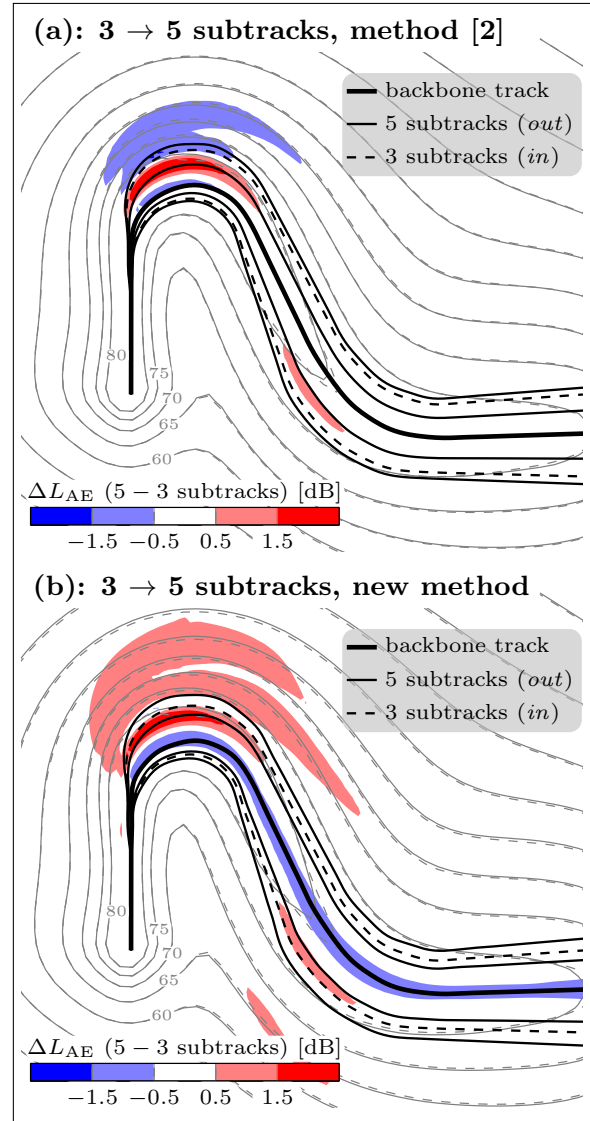 (a): 3 → 5 subtracks, method [2]
backbone track
5 subtracks (out)
3 subtracks (in)
80
75
70
65
60
ΔL_AE (5 − 3 subtracks) [dB]
−1.5 −0.5 0.5 1.5
(b): 3 → 5 subtracks, new method
backbone track
5 subtracks (out)
3 subtracks (in)
80
75
70
65
60
ΔL_AE (5 − 3 subtracks) [dB]
−1.5 −0.5 0.5 1.5